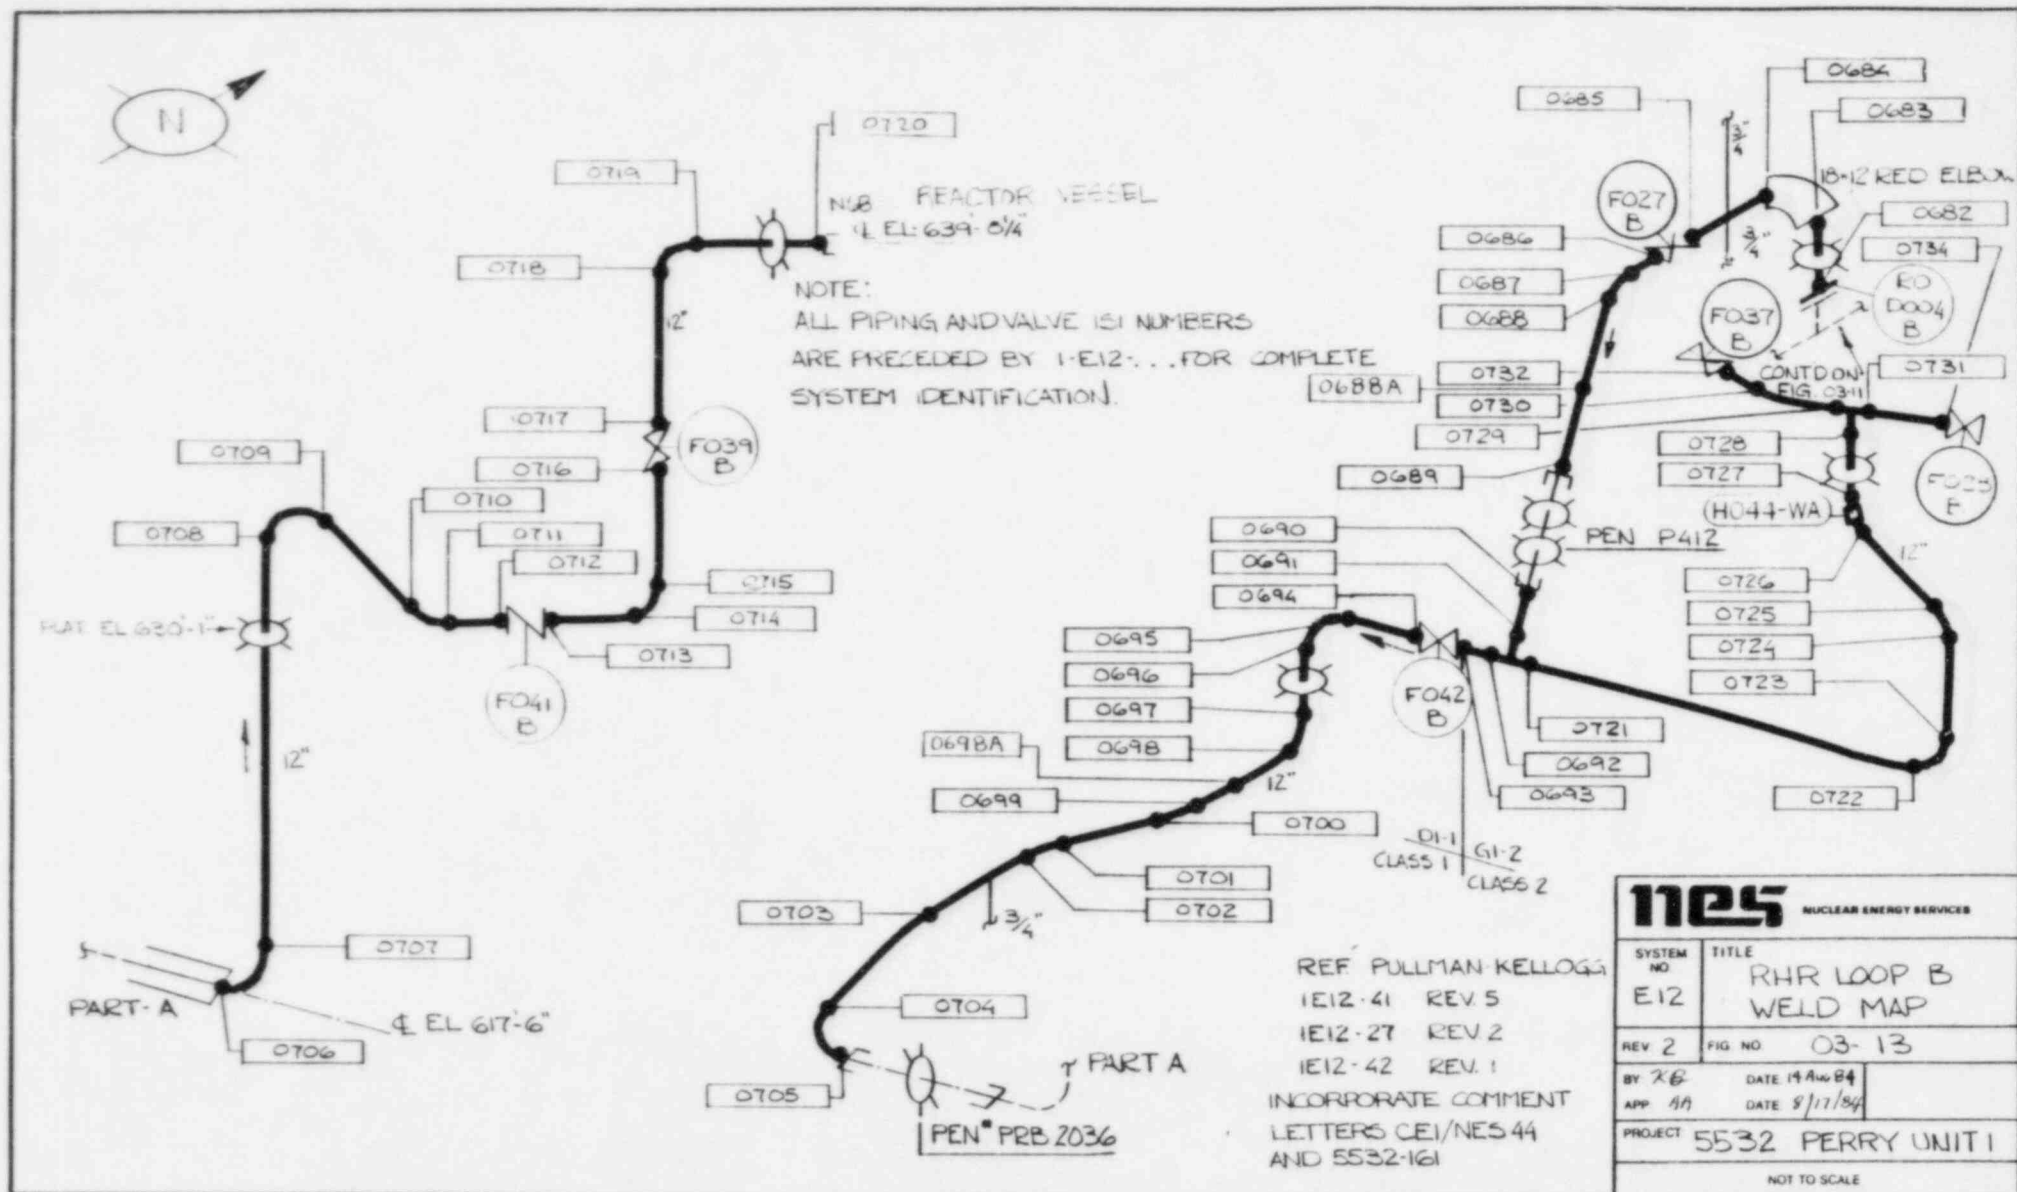 N
0720
0719
N6B REACTOR VESSEL
℄ EL 639'-8¼"
0718
12"
NOTE:
ALL PIPING AND VALVE ISI NUMBERS
ARE PRECEDED BY 1-E12-... FOR COMPLETE
SYSTEM IDENTIFICATION.
0717
F039
B
0716
0709
0710
0708
0711
0712
0715
0714
0713
PLAT EL 630'-1"
F041
B
12"
0707
PART-A
℄ EL 617'-6"
0706
0684
0685
0683
18×12 RED ELBOW
F027
B
0682
0686
3/4"
0734
0687
RO
D004
B
F037
B
0688
0732
CONTD ON
FIG. 03-11
0731
0688A
0730
0729
0728
0689
0727
(H044-WA)
0690
PEN P412
12"
0691
0726
0694
0725
0695
0724
0696
0723
F042
B
0697
0721
0698A
0698
0692
12"
0699
0693
0722
0700
D1-1
G1-2
CLASS 1
CLASS 2
0701
0703
0702
3/4"
0704
PART A
0705
PEN# PRB 2036
REF. PULLMAN-KELLOGG
1E12-41 REV. 5
1E12-27 REV. 2
1E12-42 REV. 1
INCORPORATE COMMENT
LETTERS CEI/NES 44
AND 5532-161
nes NUCLEAR ENERGY SERVICES
SYSTEM NO E12
TITLE
RHR LOOP B
WELD MAP
REV 2 FIG NO 03-13
BY KB DATE 14 Aug 84
APP AA DATE 8/17/84
PROJECT 5532 PERRY UNIT 1
NOT TO SCALE